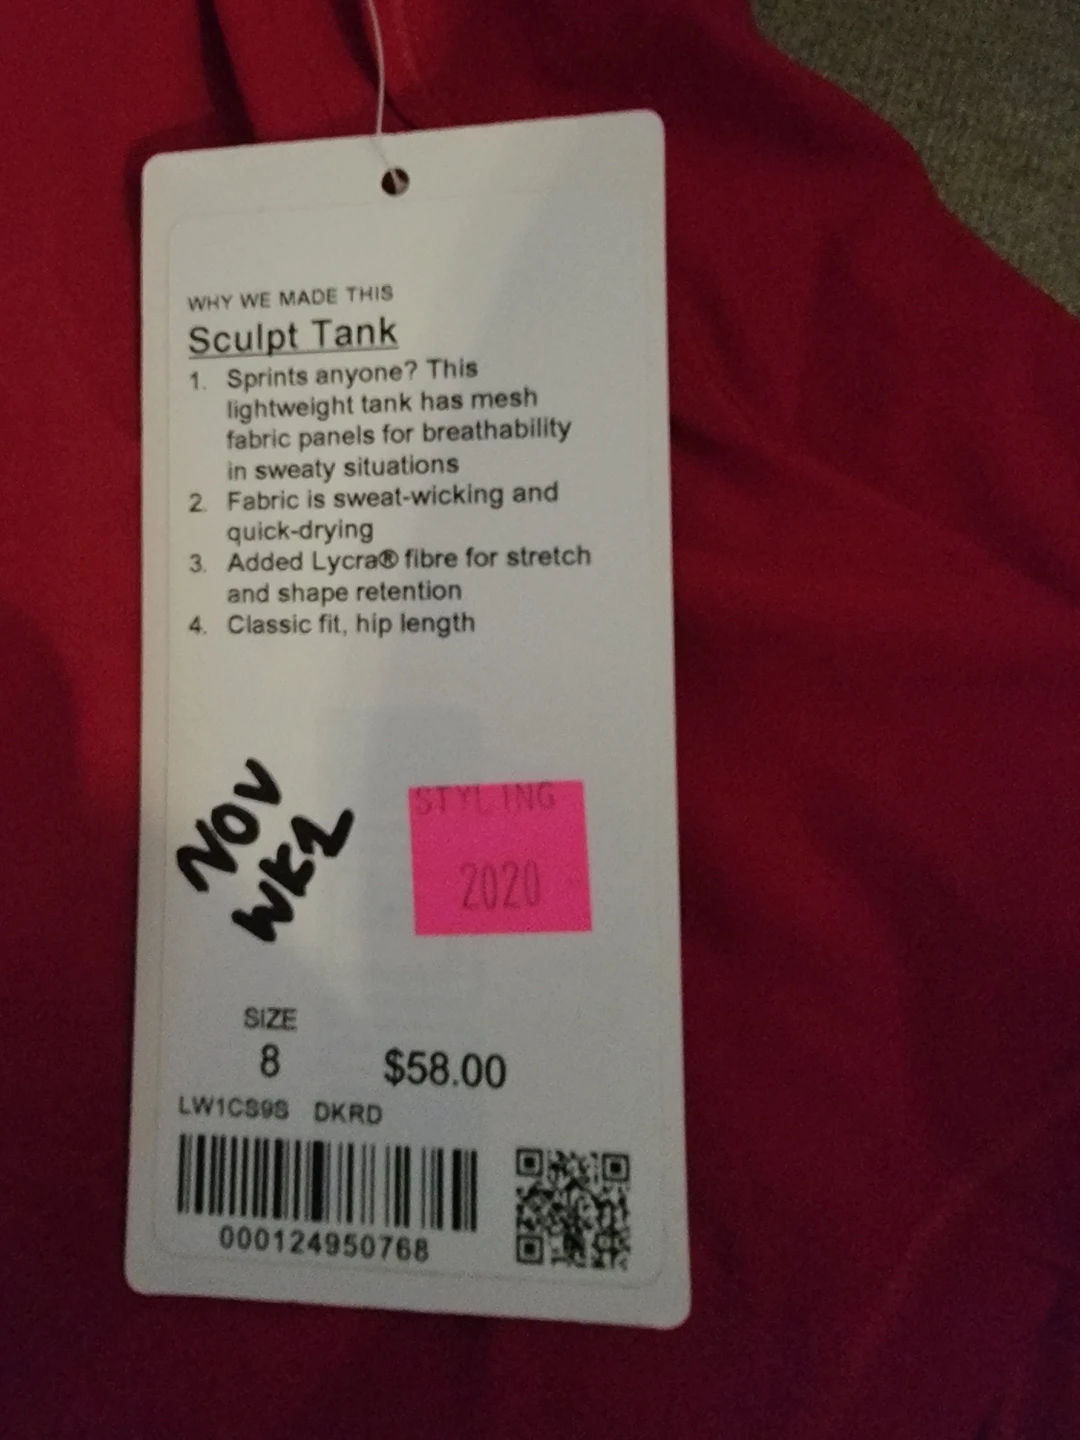 WHY WE MADE THIS
Sculpt Tank
1. Sprints anyone? This
lightweight tank has mesh
fabric panels for breathability
in sweaty situations
2. Fabric is sweat-wicking and
quick-drying
3. Added Lycra® fibre for stretch
and shape retention
4. Classic fit, hip length
NOV
WK1
STYLING
2020
SIZE
8 $58.00
LW1CS9S DKRD
000124950768